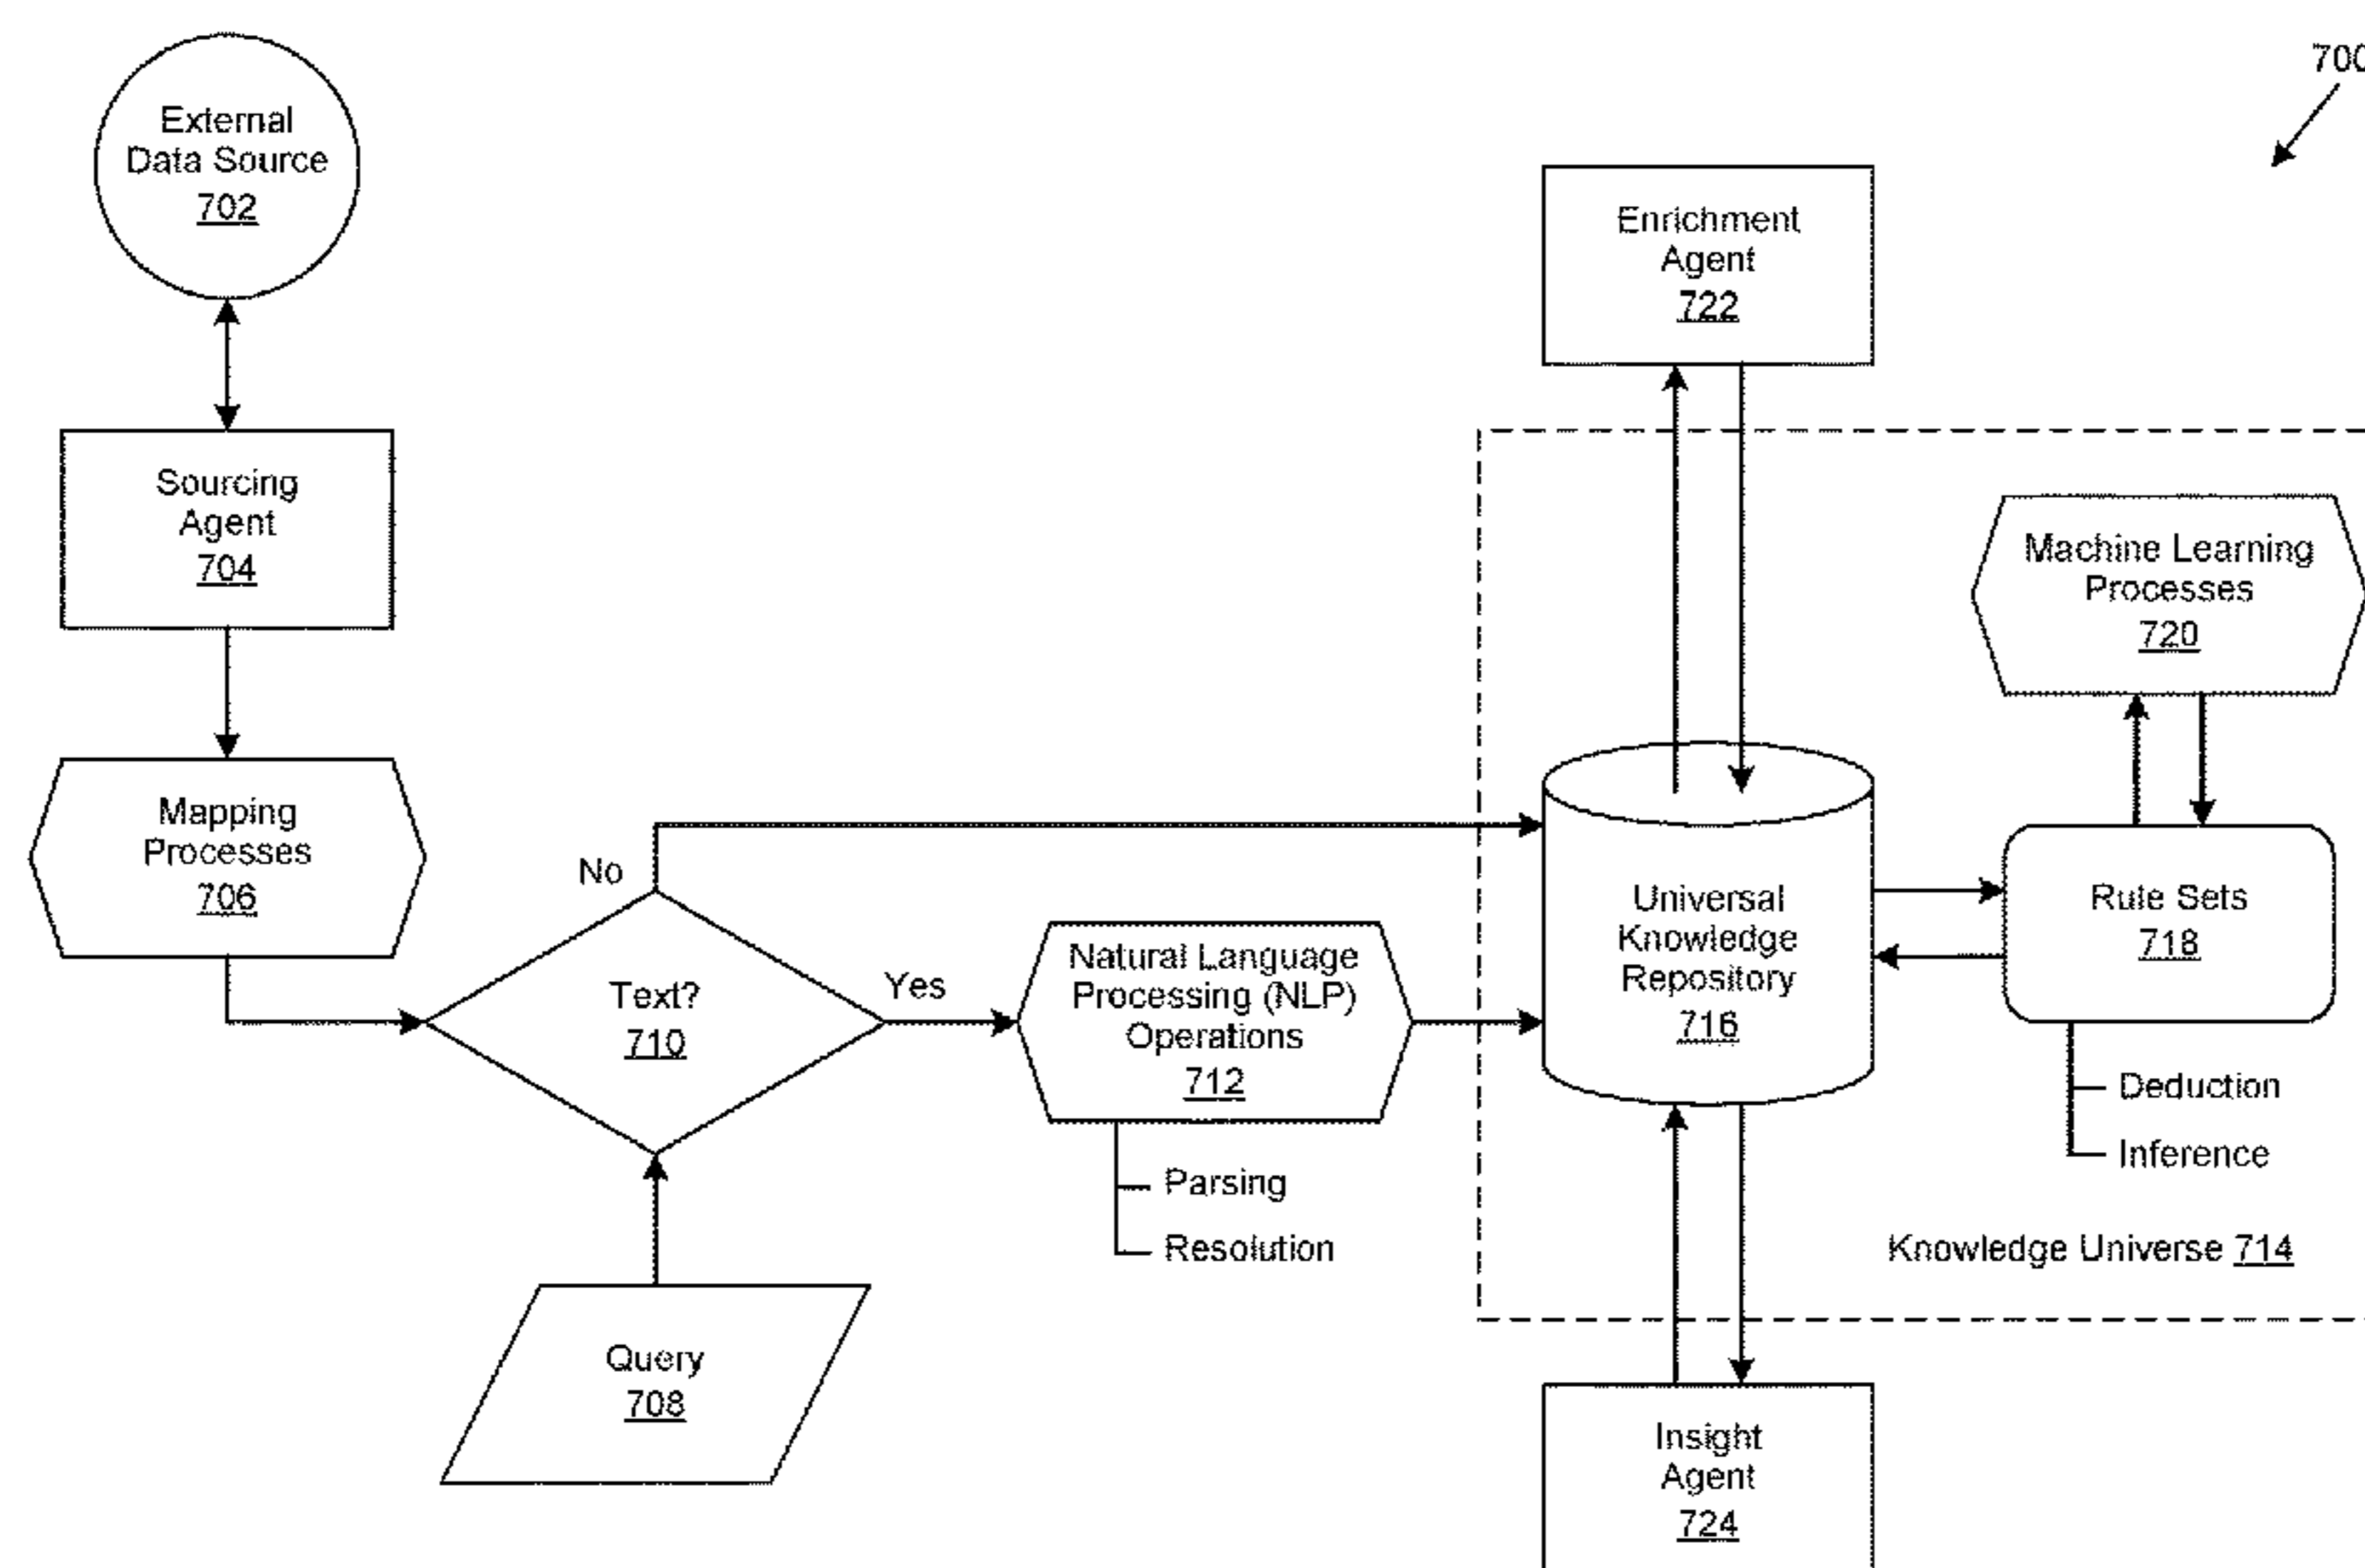 700
External
Data Source
702
Enrichment
Agent
722
Sourcing
Agent
704
Machine Learning
Processes
720
Mapping
Processes
706
No
Text?
710
Yes
Natural Language
Processing (NLP)
Operations
712
Parsing
Resolution
Universal
Knowledge
Repository
716
Rule Sets
718
Deduction
Inference
Knowledge Universe 714
Query
708
Insight
Agent
724